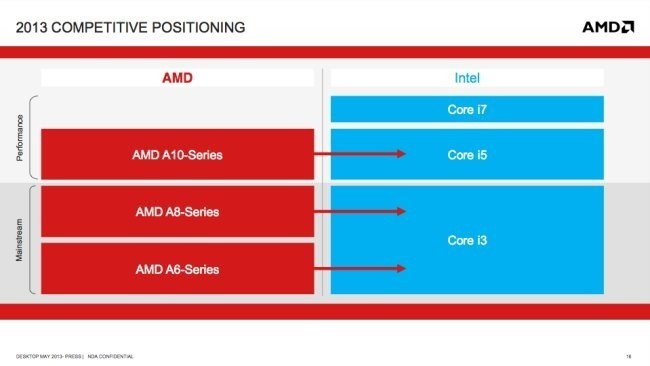 2013 COMPETITIVE POSITIONING
AMD
AMD
Intel
Performance
Core i7
AMD A10-Series
Core i5
Mainstream
AMD A8-Series
Core i3
AMD A6-Series
DESKTOP MAY 2013- PRESS | NDA CONFIDENTIAL
16